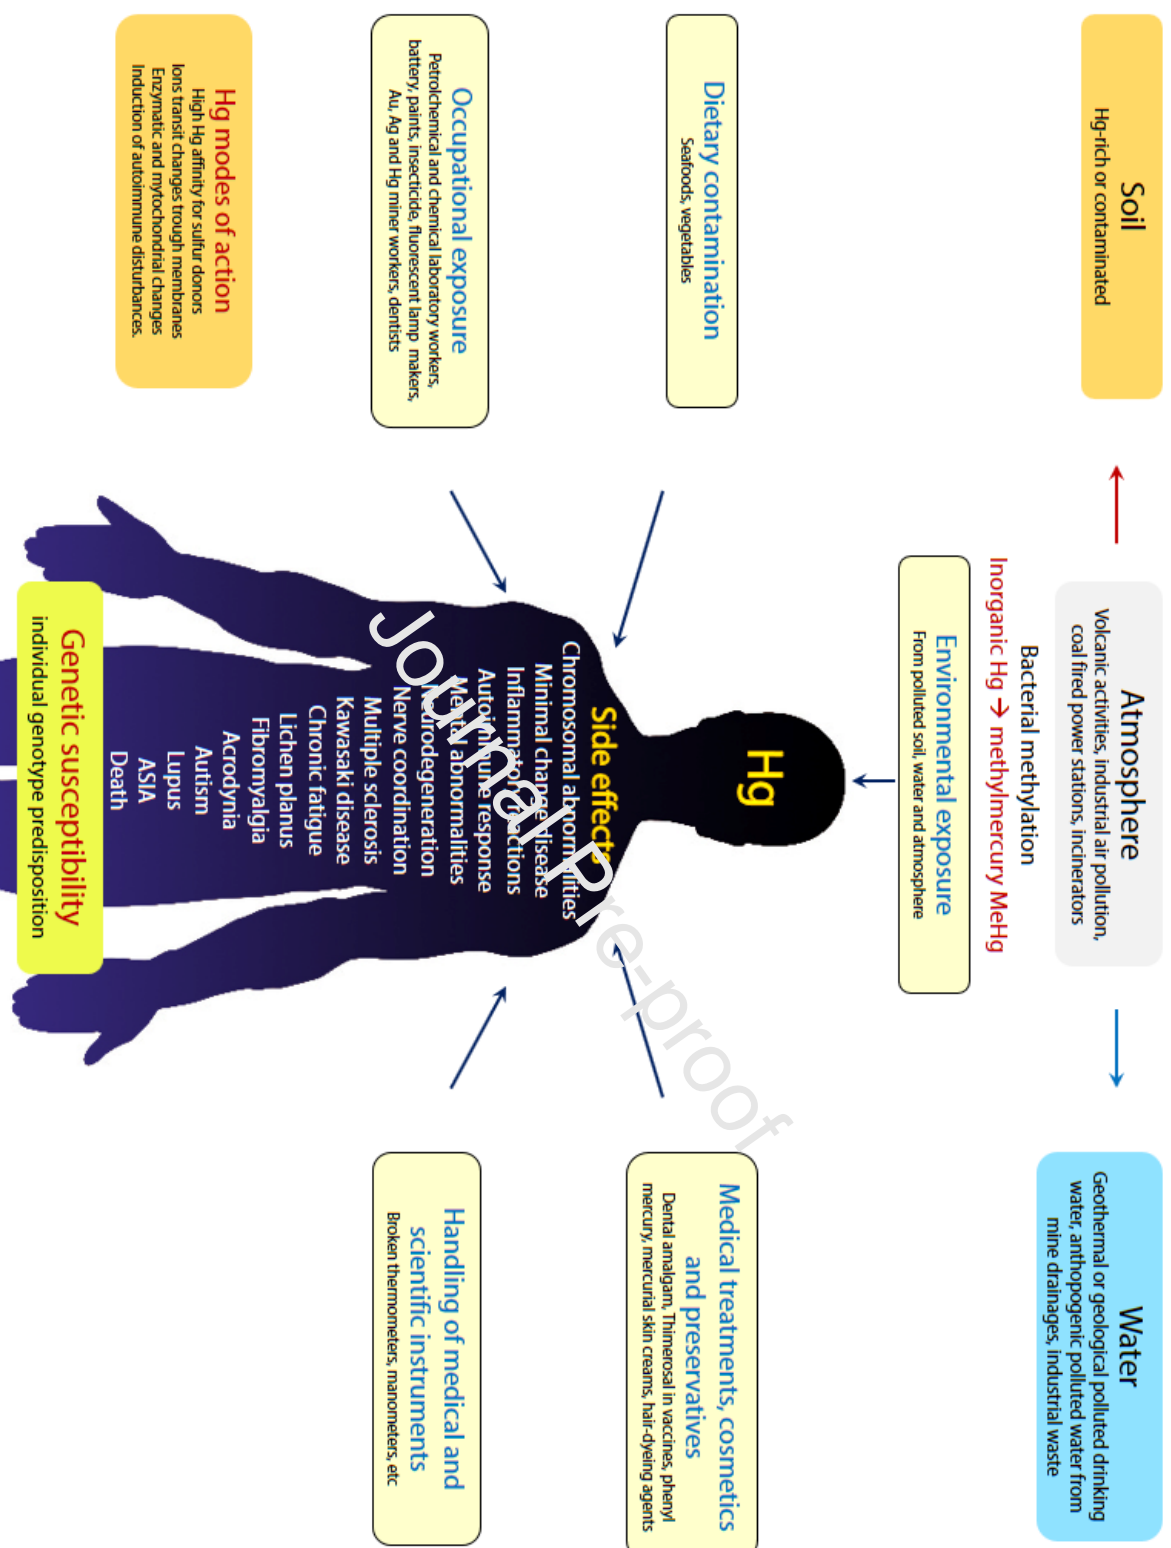 Soil
Hg-rich or contaminated
Atmosphere
Volcanic activities, industrial air pollution,
coal fired power stations, incinerators
Water
Geothermal or geological polluted drinking
water, anthopogenic polluted water from
mine drainages, industrial waste
Bacterial methylation
Inorganic Hg → methylmercury MeHg
Environmental exposure
From polluted soil, water and atmosphere
Dietary contamination
Seafoods, vegetables
Hg
Medical treatments, cosmetics
and preservatives
Dental amalgam, Thimerosal in vaccines, phenyl
mercury, mercurial skin creams, hair-dyeing agents
Occupational exposure
Petrolchemical and chemical laboratory workers,
battery, paints, insecticide, fluorescent lamp makers,
Au, Ag and Hg miner workers, dentists
Side effects
Chromosomal abnormalities
Minimal change disease
Inflammatory reactions
Autoimmune response
Mental abnormalities
Neurodegeneration
Nerve coordination
Multiple sclerosis
Kawasaki disease
Chronic fatigue
Lichen planus
Fibromyalgia
Acrodynia
Autism
Lupus
ASIA
Death
Handling of medical and
scientific instruments
Broken thermometers, manometers, etc
Hg modes of action
High Hg affinity for sulfur donors
Ions transit changes trough membranes
Enzymatic and mytochondrial changes
Induction of autoimmune disturbances.
Genetic susceptibility
individual genotype predisposition
Journal Pre-proof